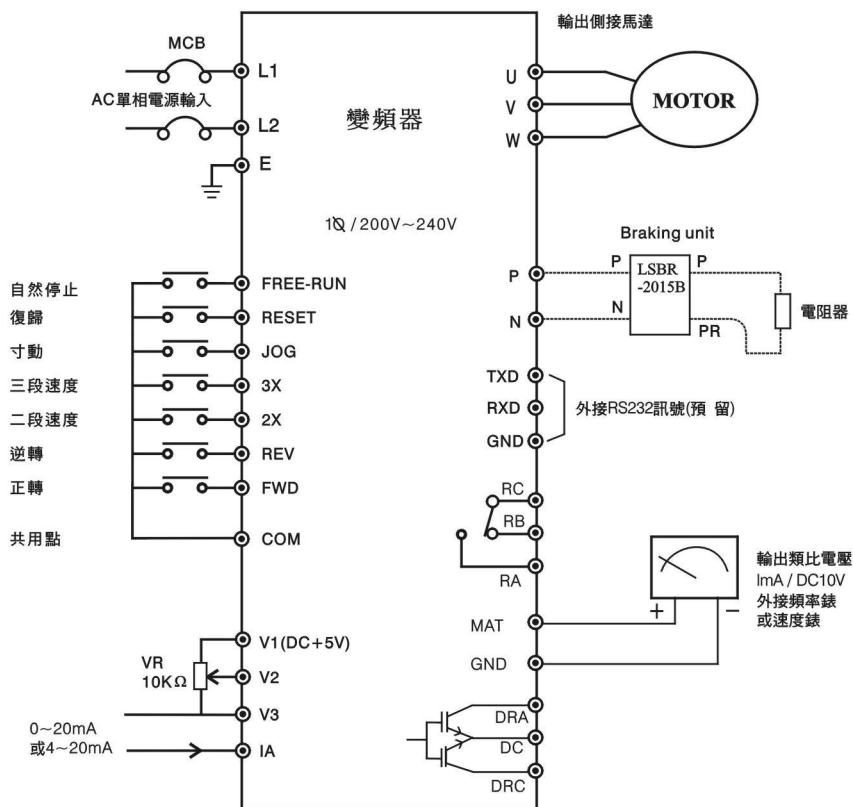 輸出側接馬達
MCB
L1
AC單相電源輸入
L2
E
變頻器
1Ø / 200V~240V
U
V
W
MOTOR
Braking unit
P
P
LSBR
-2015B
P
N
N
PR
電阻器
自然停止
FREE-RUN
復歸
RESET
寸動
JOG
三段速度
3X
二段速度
2X
逆轉
REV
正轉
FWD
共用點
COM
TXD
RXD
GND
外接RS232訊號(預 留)
RC
RB
RA
MAT
GND
+
−
輸出類比電壓
ImA / DC10V
外接頻率錶
或速度錶
V1(DC+5V)
VR
10KΩ
V2
V3
0~20mA
或4~20mA
IA
DRA
DC
DRC